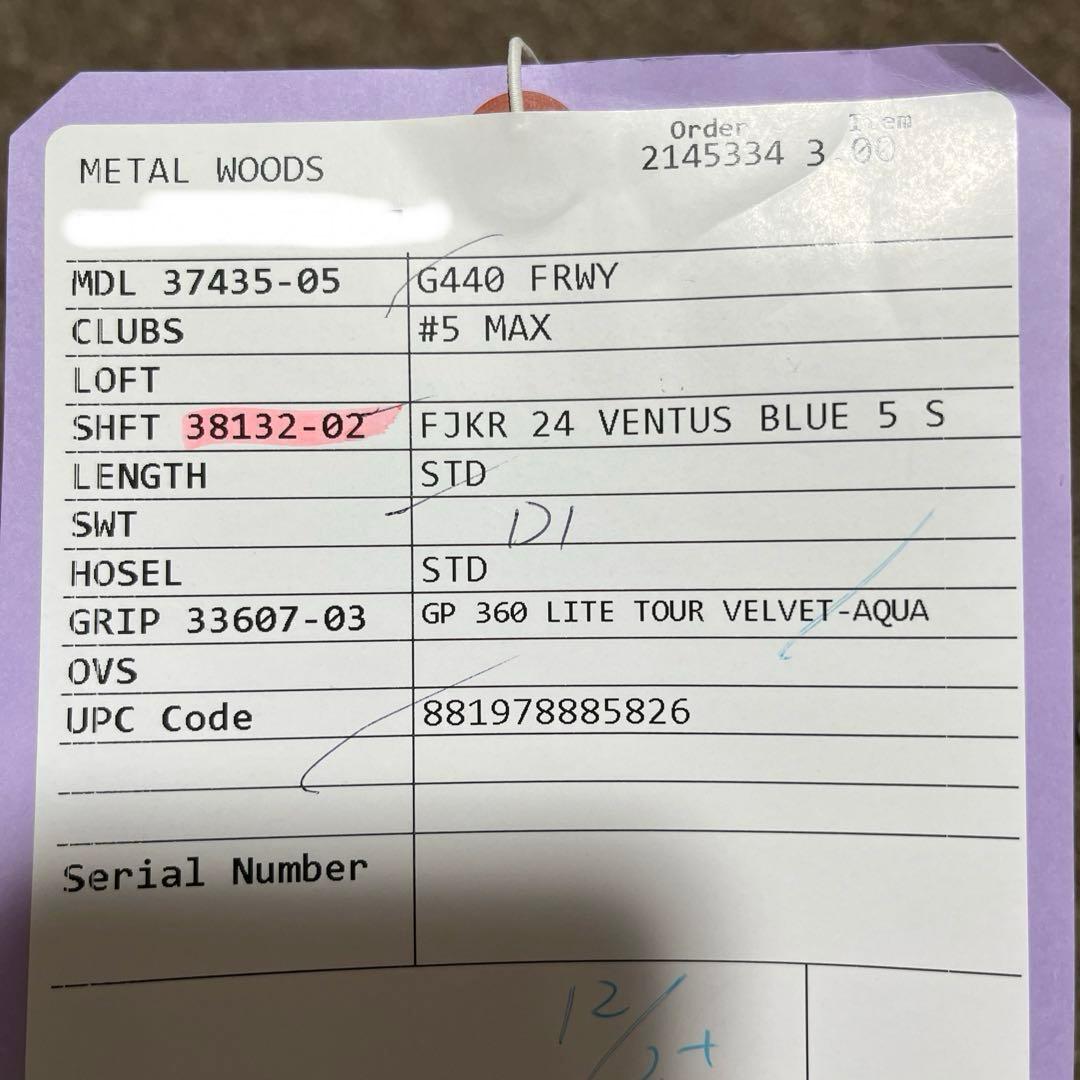 Order Item
METAL WOODS 2145334 3.00
MDL 37435-05 G440 FRWY
CLUBS #5 MAX
LOFT
SHFT 38132-02 FJKR 24 VENTUS BLUE 5 S
LENGTH STD
SWT D1
HOSEL STD
GRIP 33607-03 GP 360 LITE TOUR VELVET-AQUA
OVS
UPC Code 881978885826
Serial Number
12/